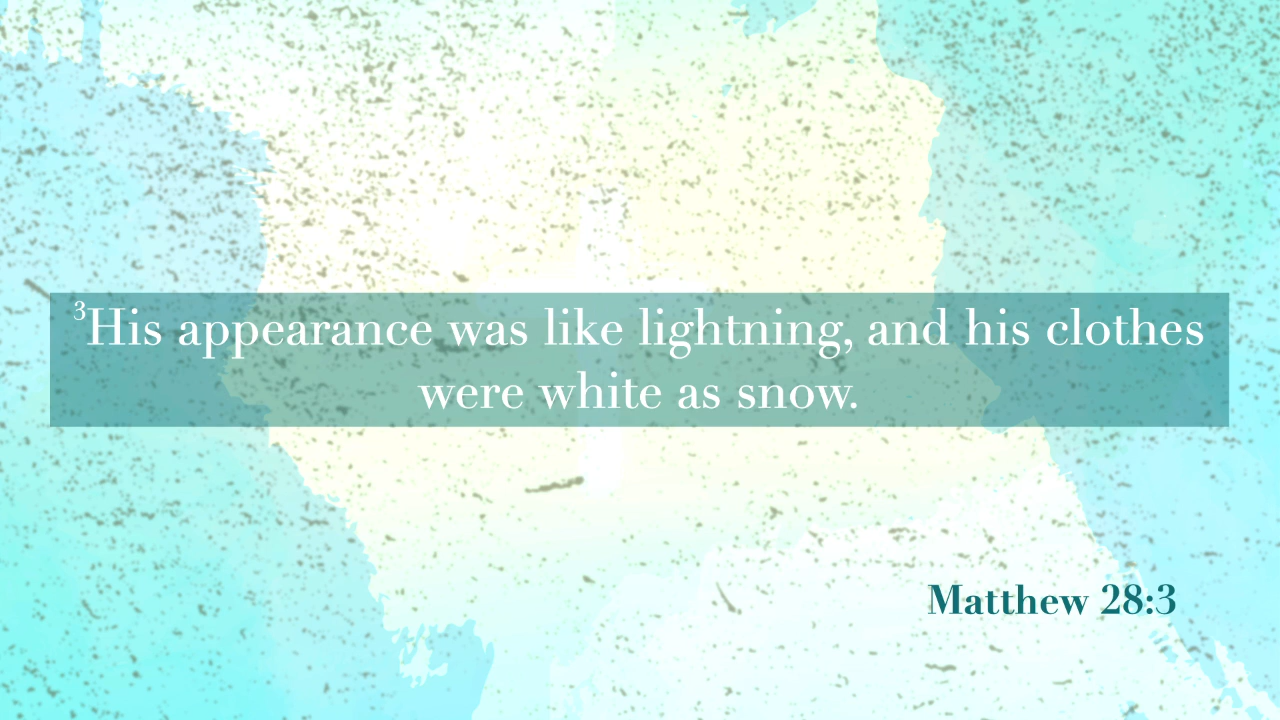 ³His appearance was like lightning, and his clothes
were white as snow.
Matthew 28:3